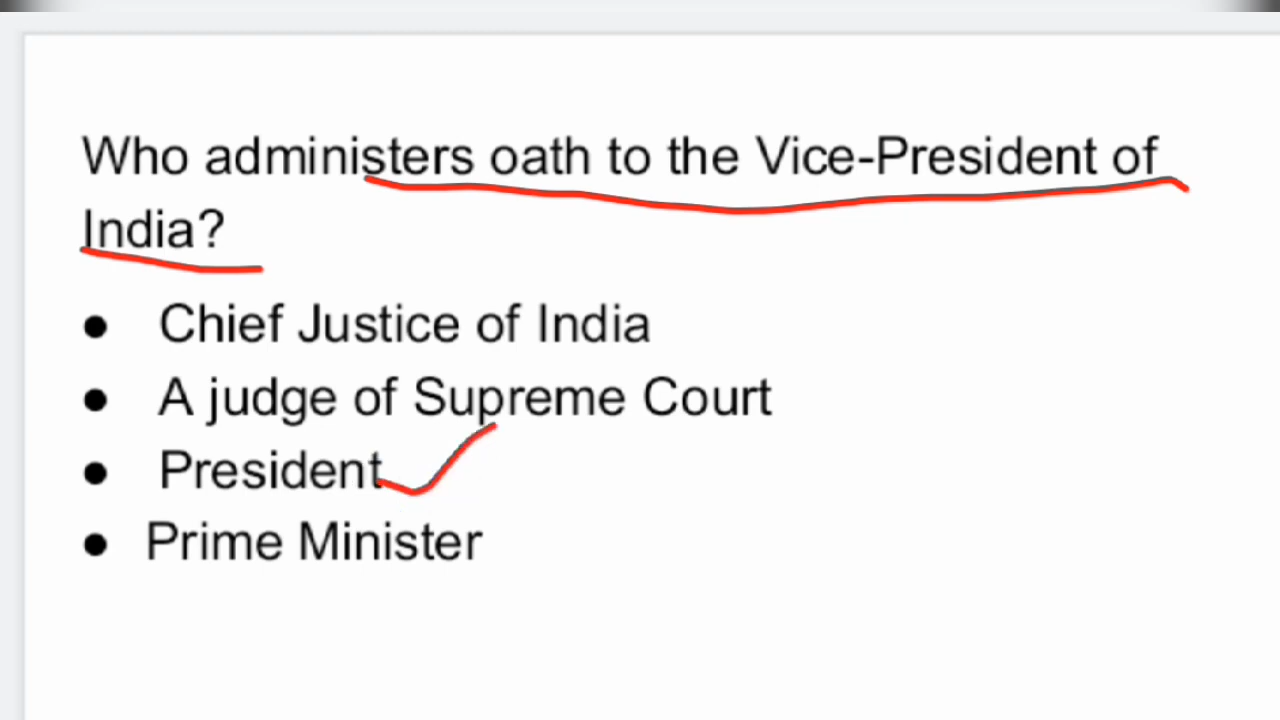 Who administers oath to the Vice-President of
India?
● Chief Justice of India
● A judge of Supreme Court
● President
● Prime Minister